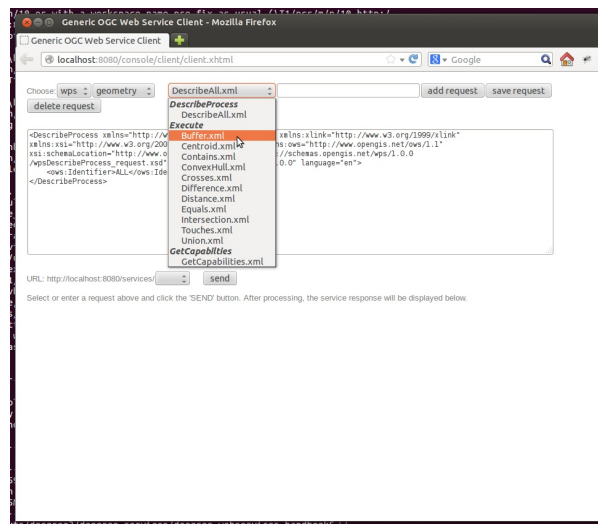 Generic OGC Web Service Client - Mozilla Firefox
Generic OGC Web Service Client
localhost:8080/console/client/client.xhtml
Google
Choose: wps geometry DescribeAll.xml add request save request
delete request
DescribeProcess
DescribeAll.xml
Execute
Buffer.xml
Centroid.xml
Contains.xml
ConvexHull.xml
Crosses.xml
Difference.xml
Distance.xml
Equals.xml
Intersection.xml
Touches.xml
Union.xml
GetCapabilties
GetCapabilities.xml
<DescribeProcess xmlns="http://w xmlns:xlink="http://www.w3.org/1999/xlink"
xmlns:xsi="http://www.w3.org/200 ns:ows="http://www.opengis.net/ows/1.1"
xsi:schemaLocation="http://www.o ://schemas.opengis.net/wps/1.0.0
/wpsDescribeProcess_request.xsd" .0.0" language="en">
<ows:Identifier>ALL</ows:Ide
</DescribeProcess>
URL: http://localhost:8080/services/ send
Select or enter a request above and click the 'SEND' button. After processing, the service response will be displayed below.